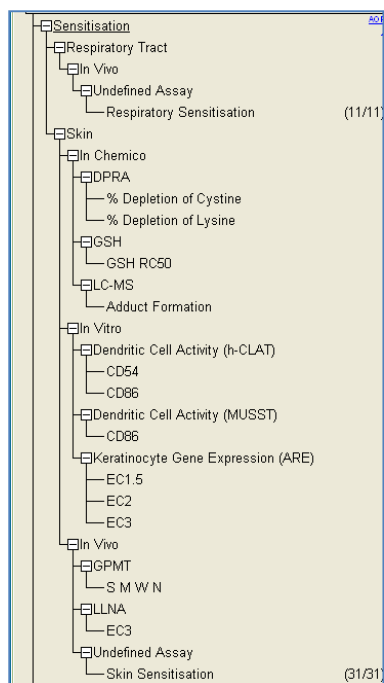 Sensitisation
AOP
Respiratory Tract
In Vivo
Undefined Assay
Respiratory Sensitisation (11/11)
Skin
In Chemico
DPRA
% Depletion of Cystine
% Depletion of Lysine
GSH
GSH RC50
LC-MS
Adduct Formation
In Vitro
Dendritic Cell Activity (h-CLAT)
CD54
CD86
Dendritic Cell Activity (MUSST)
CD86
Keratinocyte Gene Expression (ARE)
EC1.5
EC2
EC3
In Vivo
GPMT
S M W N
LLNA
EC3
Undefined Assay
Skin Sensitisation (31/31)